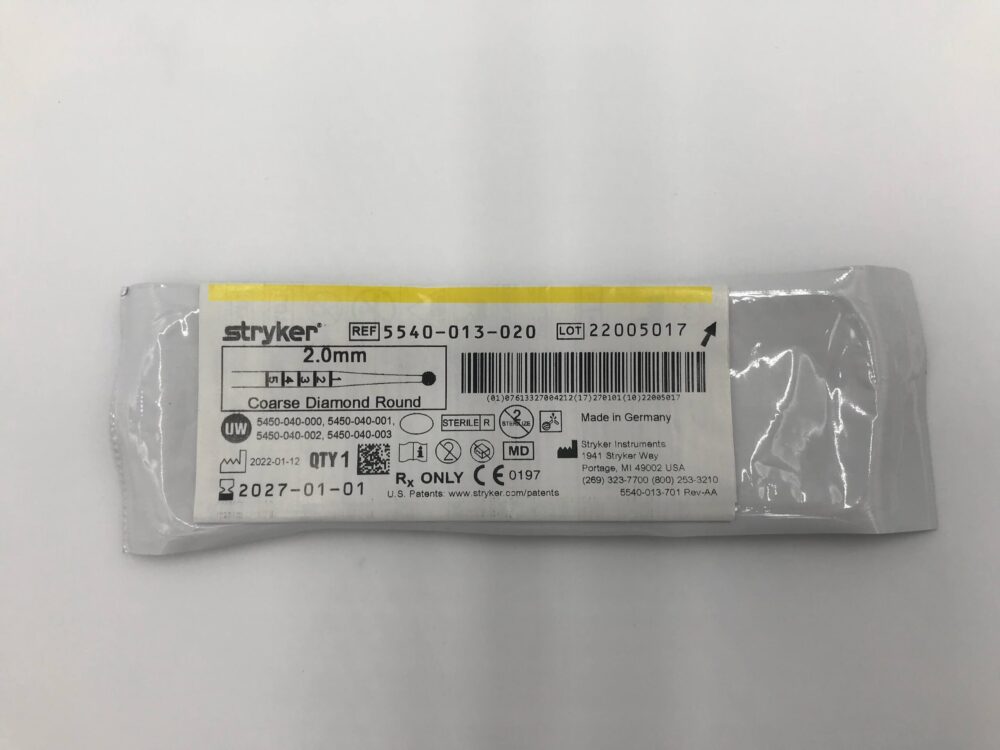 stryker® REF 5540-013-020 LOT 22005017
2.0mm
5 4 3 2 1
Coarse Diamond Round
(01)07613327004212(17)270101(10)22005017
UW 5450-040-000, 5450-040-001,
5450-040-002, 5450-040-003
STERILE R
2
STERILIZE
Made in Germany
2022-01-12 QTY 1
i 2 MD
Stryker Instruments
1941 Stryker Way
Portage, MI 49002 USA
(269) 323-7700 (800) 253-3210
2027-01-01
Rx ONLY CE 0197
U.S. Patents: www.stryker.com/patents
5540-013-701 Rev-AA